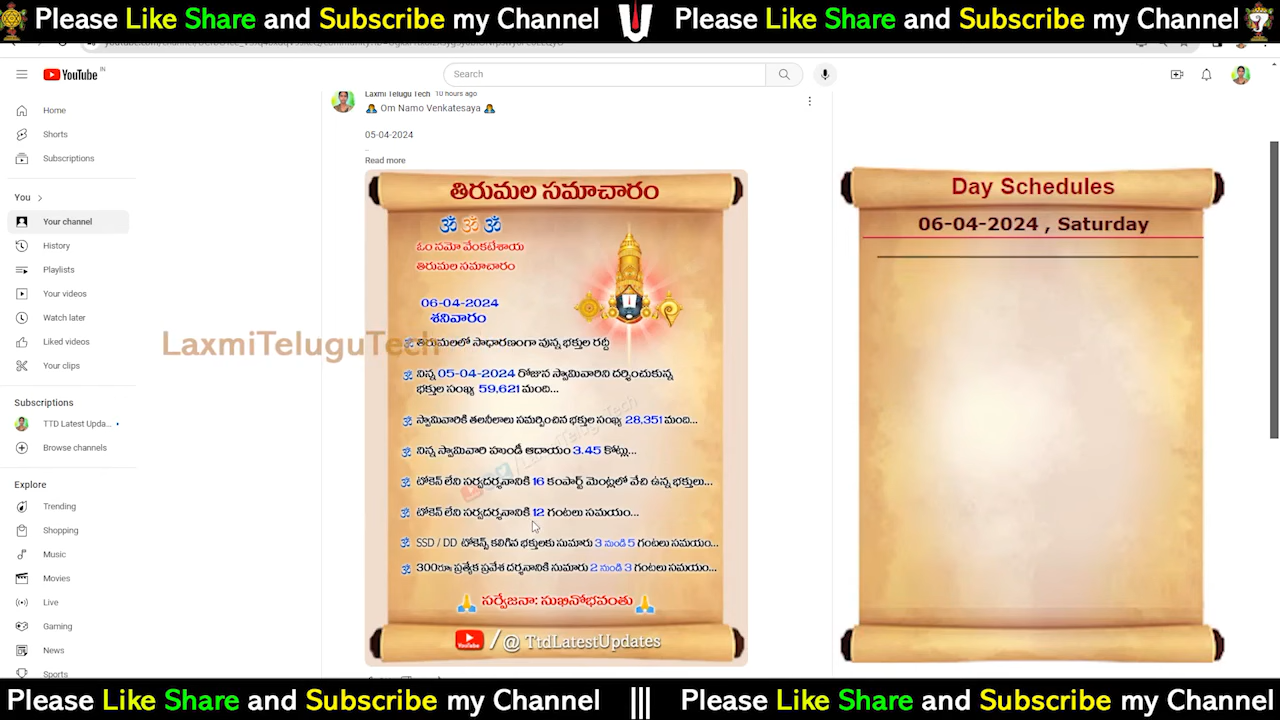 Please Like Share and Subscribe my Channel
Please Like Share and Subscribe my Channel
YouTube IN
Search
Home
Shorts
Subscriptions
You
Your channel
History
Playlists
Your videos
Watch later
Liked videos
Your clips
Subscriptions
TTD Latest Upda...
Browse channels
Explore
Trending
Shopping
Music
Movies
Live
Gaming
News
Sports
Laxmi Telugu Tech 10 hours ago
Om Namo Venkatesaya
05-04-2024
..
Read more
తిరుమల సమాచారం
ॐ ॐ ॐ
ఓం నమో వేంకటేశాయ
తిరుమల సమాచారం
06-04-2024
శనివారం
ॐ తిరుమలలో సాధారణంగా వున్న భక్తుల రద్దీ
ॐ నిన్న 05-04-2024 రోజున స్వామివారిని దర్శించుకున్న
భక్తుల సంఖ్య 59,621 మంది...
ॐ స్వామివారికి తలనీలాలు సమర్పించిన భక్తుల సంఖ్య 28,351 మంది...
ॐ నిన్న స్వామివారి హుండీ ఆదాయం 3.45 కోట్లు...
ॐ టోకెన్ లేని సర్వదర్శనానికి 16 కంపార్ట్ మెంట్లలో వేచి ఉన్న భక్తులు...
ॐ టోకెన్ లేని సర్వదర్శనానికి 12 గంటలు సమయం...
ॐ SSD / DD టోకెన్స్ కలిగిన భక్తులకు సుమారు 3 నుండి 5 గంటలు సమయం...
ॐ 300రూ. ప్రత్యేక ప్రవేశ దర్శనానికి సుమారు 2 నుండి 3 గంటలు సమయం...
సర్వేజనా: సుఖినోభవంతు
YouTube / @ TtdLatestUpdates
LaxmiTeluguTech
Day Schedules
06-04-2024 , Saturday
Please Like Share and Subscribe my Channel
|||
Please Like Share and Subscribe my Channel